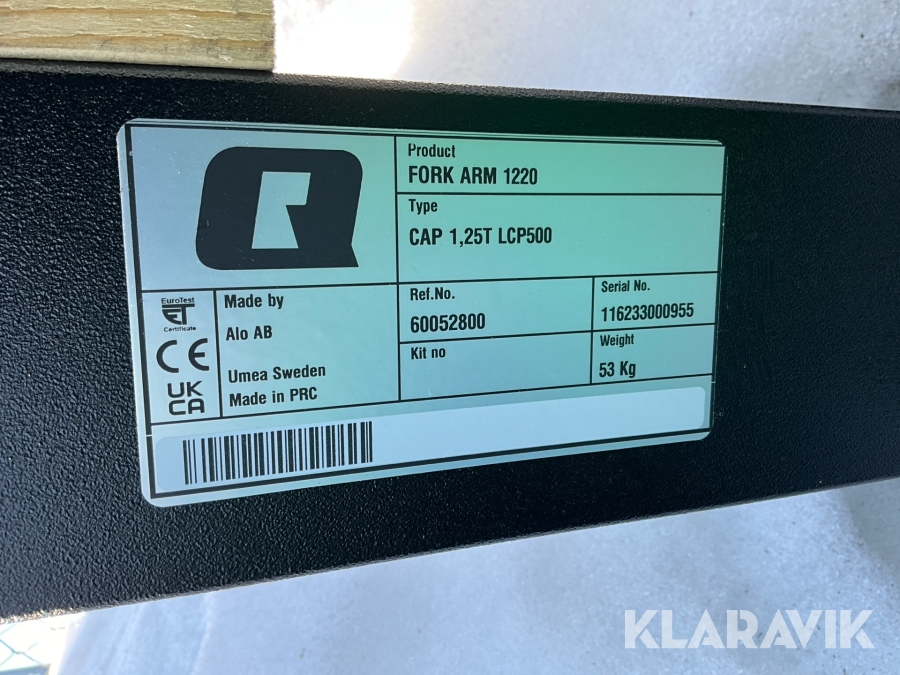 Product
FORK ARM 1220
Type
CAP 1,25T LCP500
EuroTest
ET
Certificate
CE
UK
CA
Made by
Alo AB
Umea Sweden
Made in PRC
Ref.No.
60052800
Kit no
Serial No.
116233000955
Weight
53 Kg
KLARAVIK